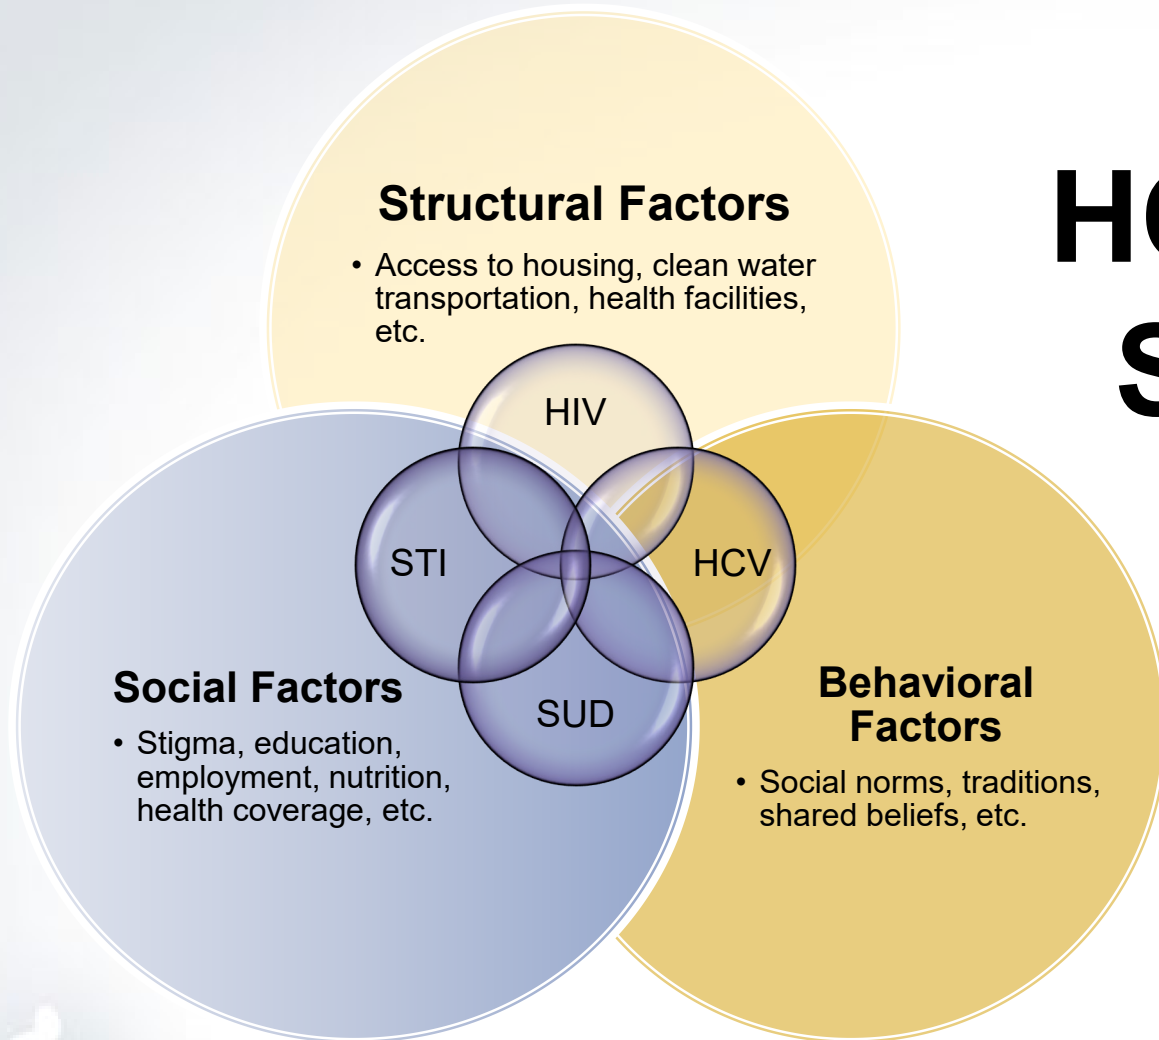 Structural Factors
• Access to housing, clean water
transportation, health facilities,
etc.
HIV
STI
HCV
SUD
Social Factors
• Stigma, education,
employment, nutrition,
health coverage, etc.
Behavioral
Factors
• Social norms, traditions,
shared beliefs, etc.